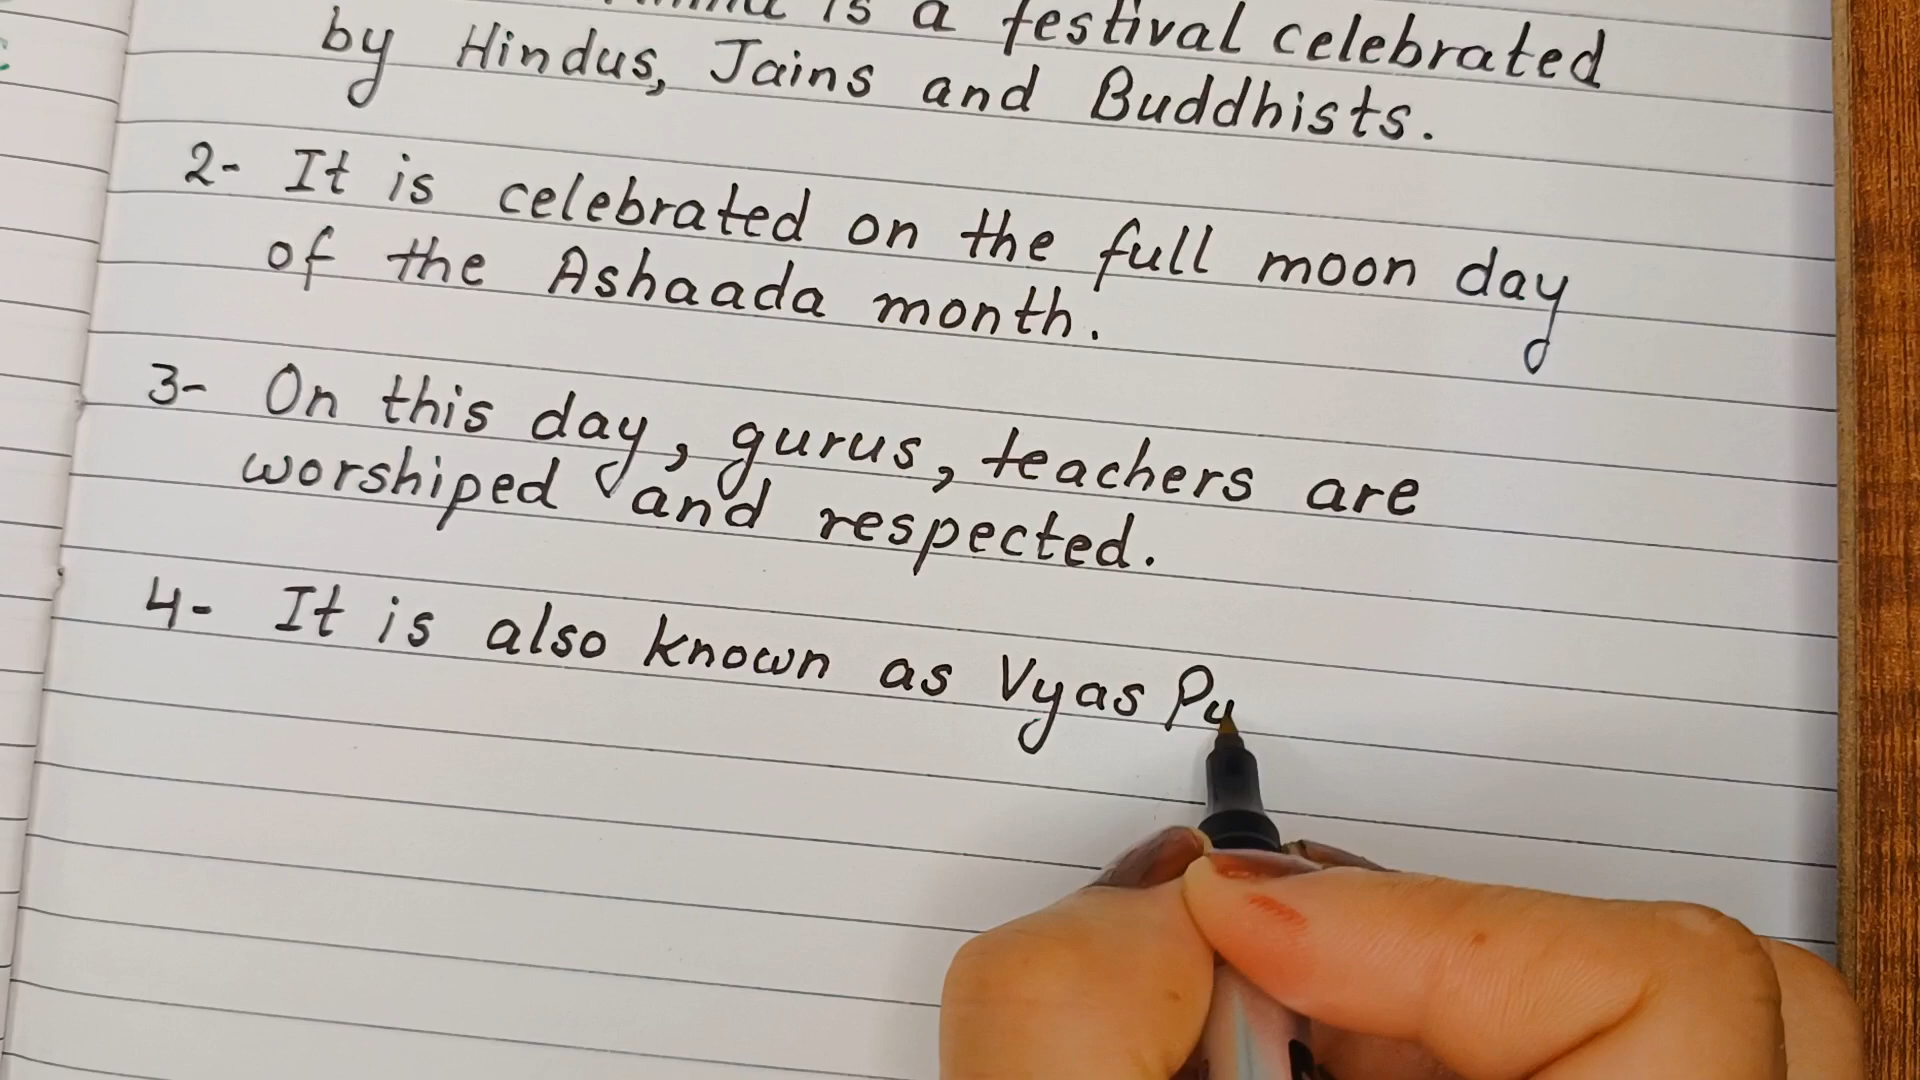 is a festival celebrated
by Hindus, Jains and Buddhists.
2- It is celebrated on the full moon day
of the Ashaada month.
3- On this day, gurus, teachers are
worshiped and respected.
4- It is also known as Vyas Pu